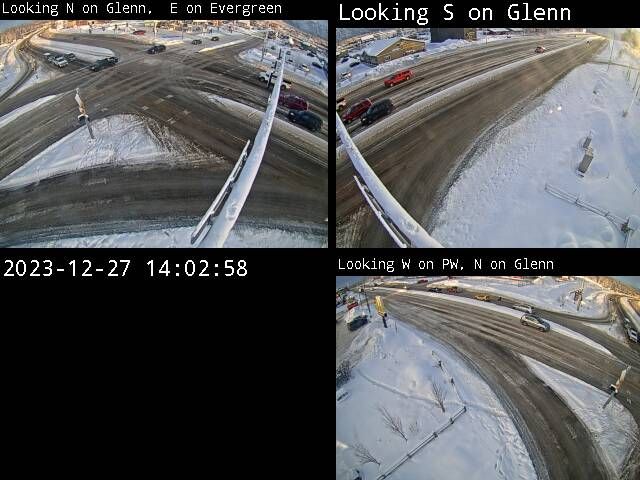 Looking N on Glenn,  E on Evergreen
Looking S on Glenn
2023-12-27 14:02:58
Looking W on PW, N on Glenn